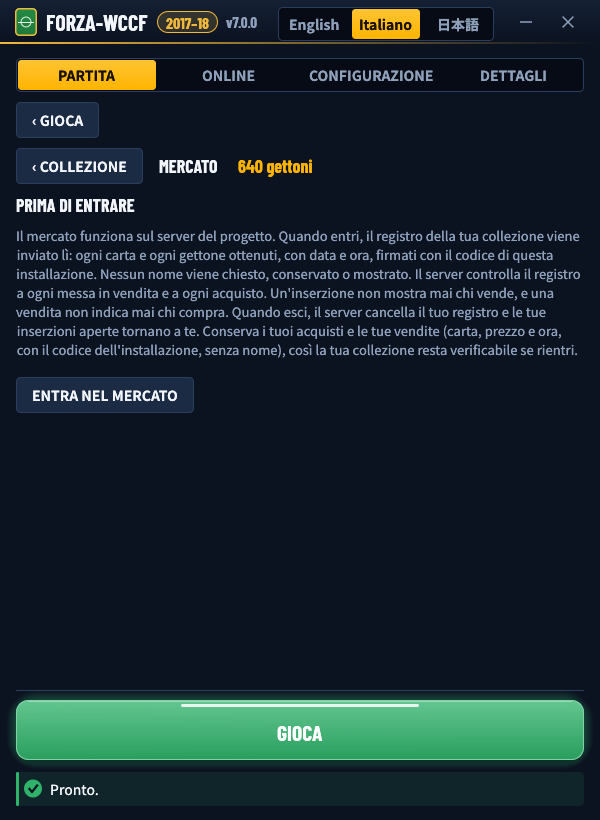 FORZA-WCCF 2017–18 v7.0.0 English Italiano 日本語
PARTITA ONLINE CONFIGURAZIONE DETTAGLI
‹ GIOCA
‹ COLLEZIONE MERCATO 640 gettoni
PRIMA DI ENTRARE
Il mercato funziona sul server del progetto. Quando entri, il registro della tua collezione viene
inviato lì: ogni carta e ogni gettone ottenuti, con data e ora, firmati con il codice di questa
installazione. Nessun nome viene chiesto, conservato o mostrato. Il server controlla il registro
a ogni messa in vendita e a ogni acquisto. Un'inserzione non mostra mai chi vende, e una
vendita non indica mai chi compra. Quando esci, il server cancella il tuo registro e le tue
inserzioni aperte tornano a te. Conserva i tuoi acquisti e le tue vendite (carta, prezzo e ora,
con il codice dell'installazione, senza nome), così la tua collezione resta verificabile se rientri.
ENTRA NEL MERCATO
GIOCA
Pronto.